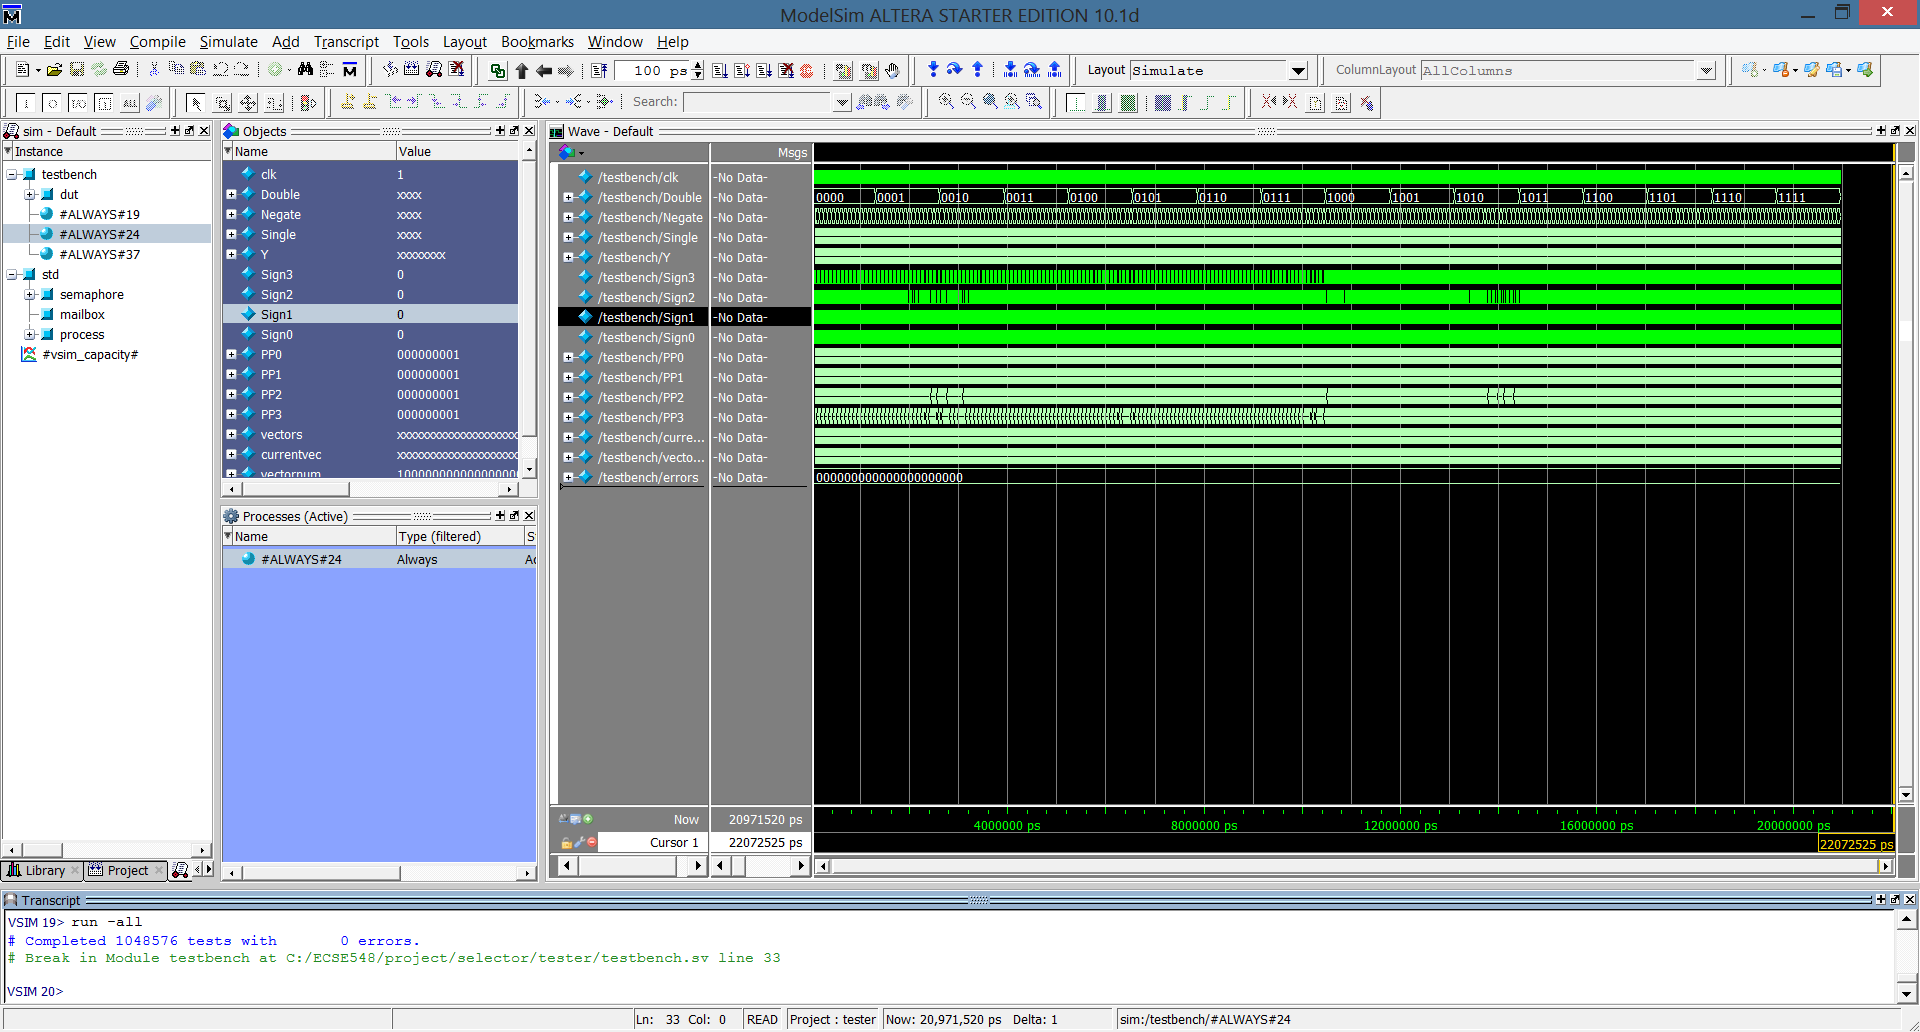 ModelSim ALTERA STARTER EDITION 10.1d
File Edit View Compile Simulate Add Transcript Tools Layout Bookmarks Window Help
100 ps Layout Simulate ColumnLayout AllColumns
Search:
sim - Default
Instance
testbench
dut
#ALWAYS#19
#ALWAYS#24
#ALWAYS#37
std
semaphore
mailbox
process
#vsim_capacity#
Library Project
Objects
Name Value
clk 1
Double xxxx
Negate xxxx
Single xxxx
Y xxxxxxxx
Sign3 0
Sign2 0
Sign1 0
Sign0 0
PP0 000000001
PP1 000000001
PP2 000000001
PP3 000000001
vectors
currentvec
vectornum
Processes (Active)
Name Type (filtered) S
#ALWAYS#24 Always Ac
Wave - Default
Msgs
/testbench/clk -No Data-
/testbench/Double -No Data- 0000 0001 0010 0011 0100 0101 0110 0111 1000 1001 1010 1011 1100 1101 1110 1111
/testbench/Negate -No Data-
/testbench/Single -No Data-
/testbench/Y -No Data-
/testbench/Sign3 -No Data-
/testbench/Sign2 -No Data-
/testbench/Sign1 -No Data-
/testbench/Sign0 -No Data-
/testbench/PP0 -No Data-
/testbench/PP1 -No Data-
/testbench/PP2 -No Data-
/testbench/PP3 -No Data-
/testbench/curre... -No Data-
/testbench/vecto... -No Data-
/testbench/errors -No Data- 000000000000000000000
Now 20971520 ps 4000000 ps 8000000 ps 12000000 ps 16000000 ps 20000000 ps
Cursor 1 22072525 ps 22072525 ps
Transcript
VSIM 19> run -all
# Completed 1048576 tests with 0 errors.
# Break in Module testbench at C:/ECSE548/project/selector/tester/testbench.sv line 33
VSIM 20>
Ln: 33 Col: 0 READ Project : tester Now: 20,971,520 ps Delta: 1 sim:/testbench/#ALWAYS#24